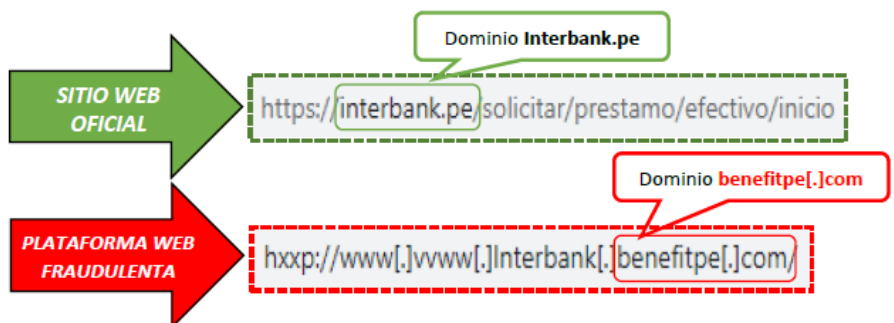 Dominio Interbank.pe
SITIO WEB
OFICIAL
https://interbank.pe/solicitar/prestamo/efectivo/inicio
Dominio benefitpe[.]com
PLATAFORMA WEB
FRAUDULENTA
hxxp://www[.]vvww[.]Interbank[.]benefitpe[.]com/